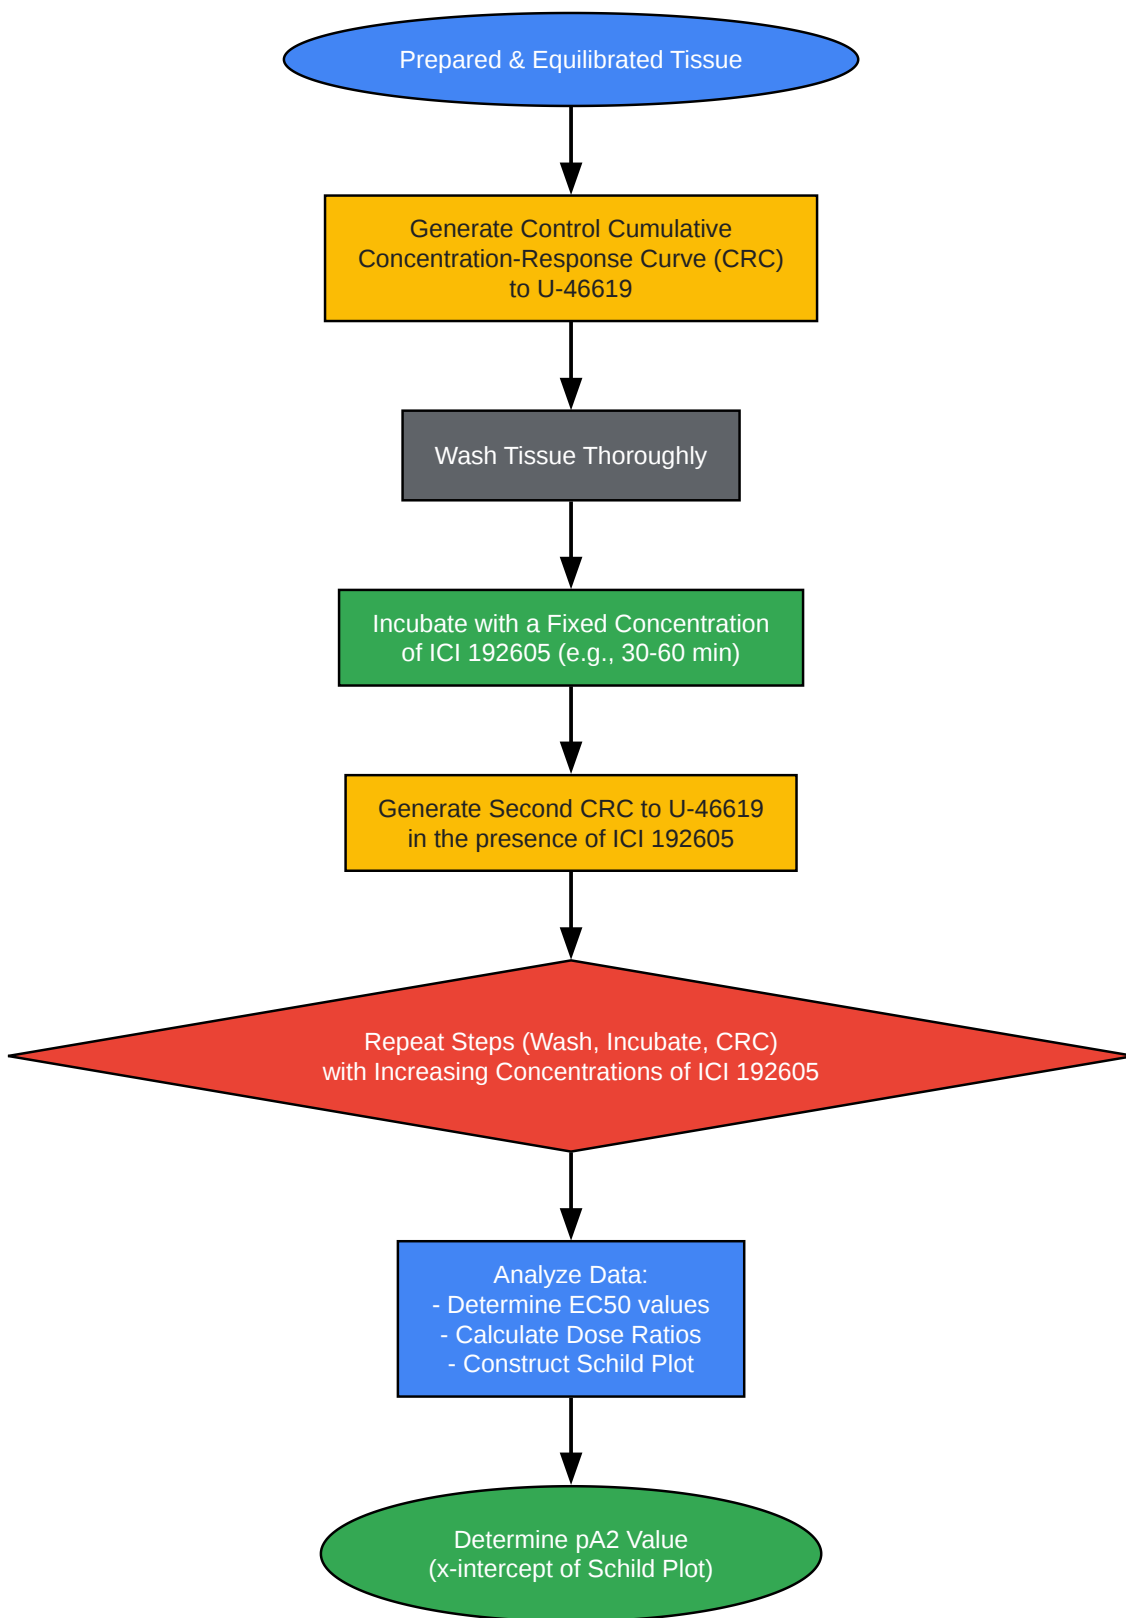 Prepared & Equilibrated Tissue
Generate Control Cumulative
Concentration-Response Curve (CRC)
to U-46619
Wash Tissue Thoroughly
Incubate with a Fixed Concentration
of ICI 192605 (e.g., 30-60 min)
Generate Second CRC to U-46619
in the presence of ICI 192605
Repeat Steps (Wash, Incubate, CRC)
with Increasing Concentrations of ICI 192605
Analyze Data:
- Determine EC50 values
- Calculate Dose Ratios
- Construct Schild Plot
Determine pA2 Value
(x-intercept of Schild Plot)